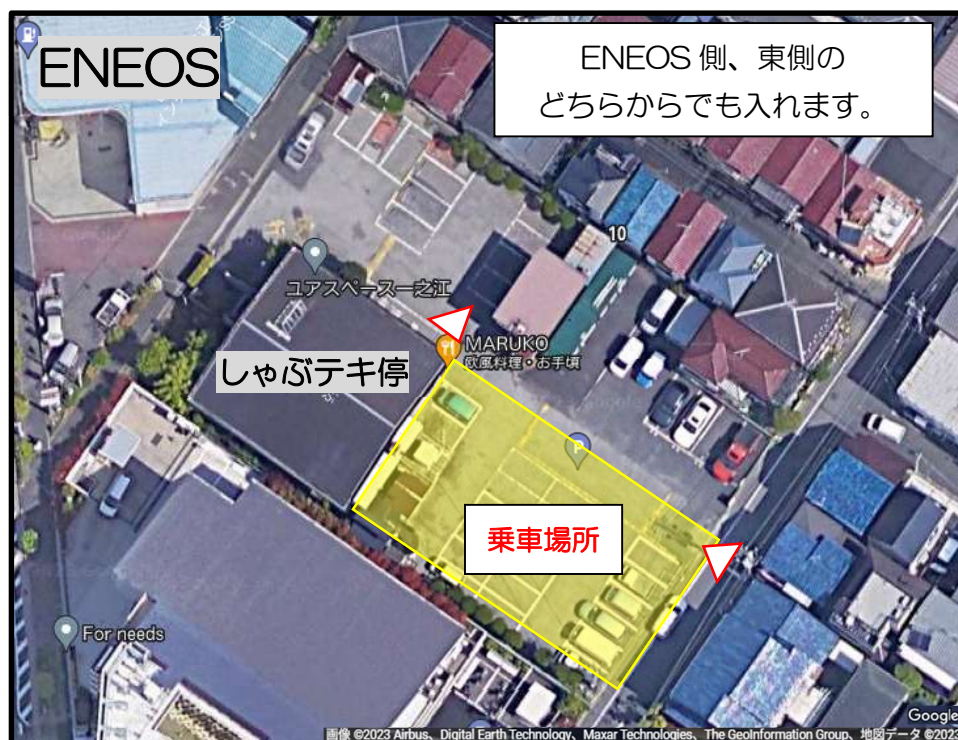 ENEOS
ENEOS 側、東側の
どちらからでも入れます。
10
ユアスペース一之江
MARUKO
欧風料理・お手頃
しゃぶテキ停
P
乗車場所
For needs
Google
画像 ©2023 Airbus、Digital Earth Technology、Maxar Technologies、The GeoInformation Group、地図データ ©2023